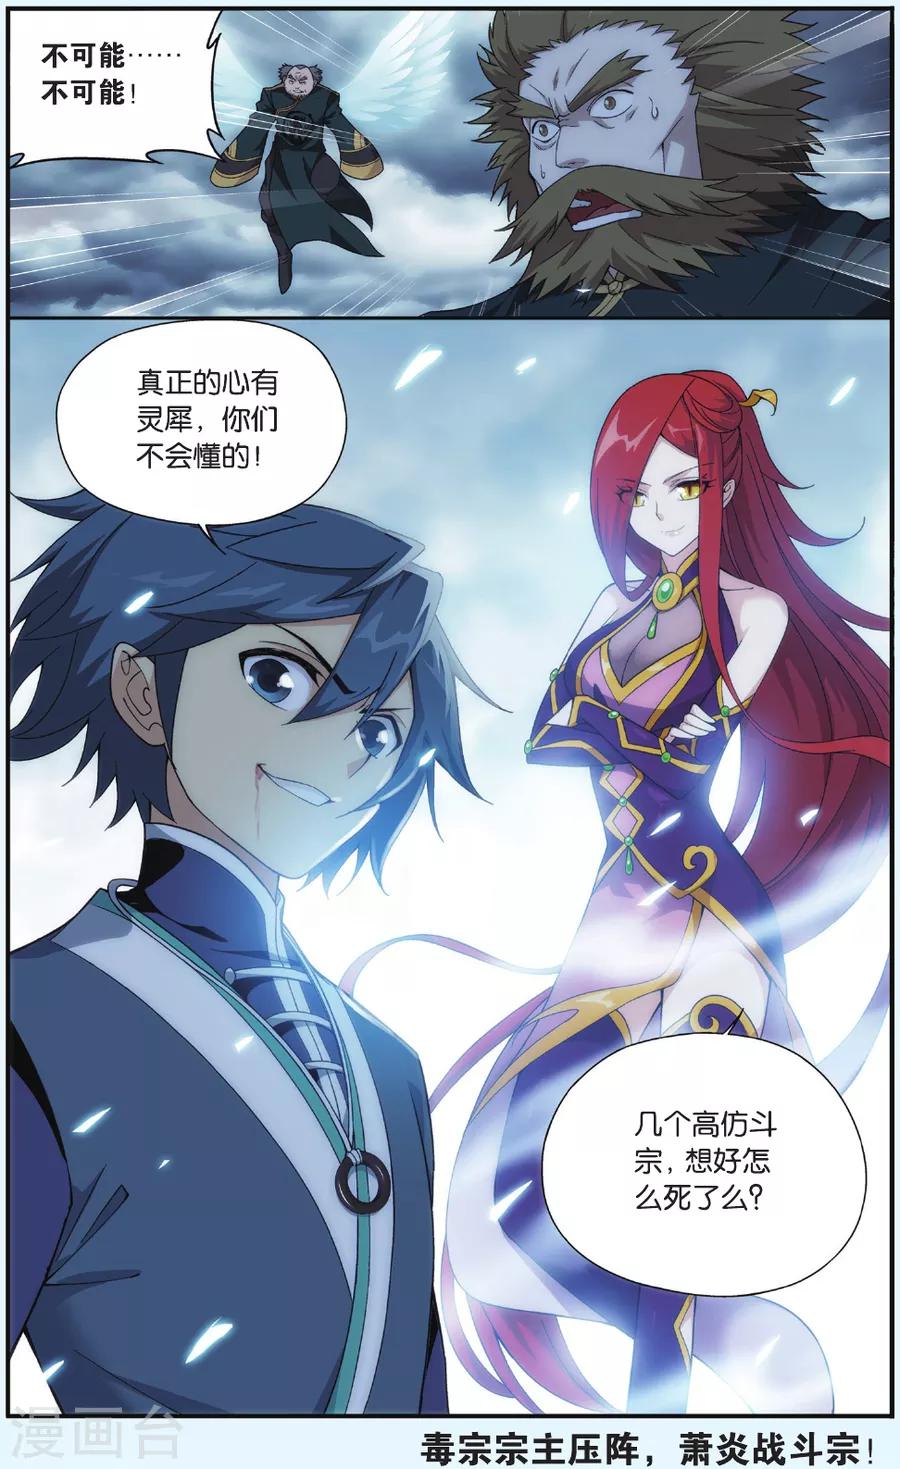 不可能……
不可能！
真正的心有
灵犀，你们
不会懂的！
几个高仿斗
宗，想好怎
么死了么？
漫画台
毒宗宗主压阵，萧炎战斗宗！